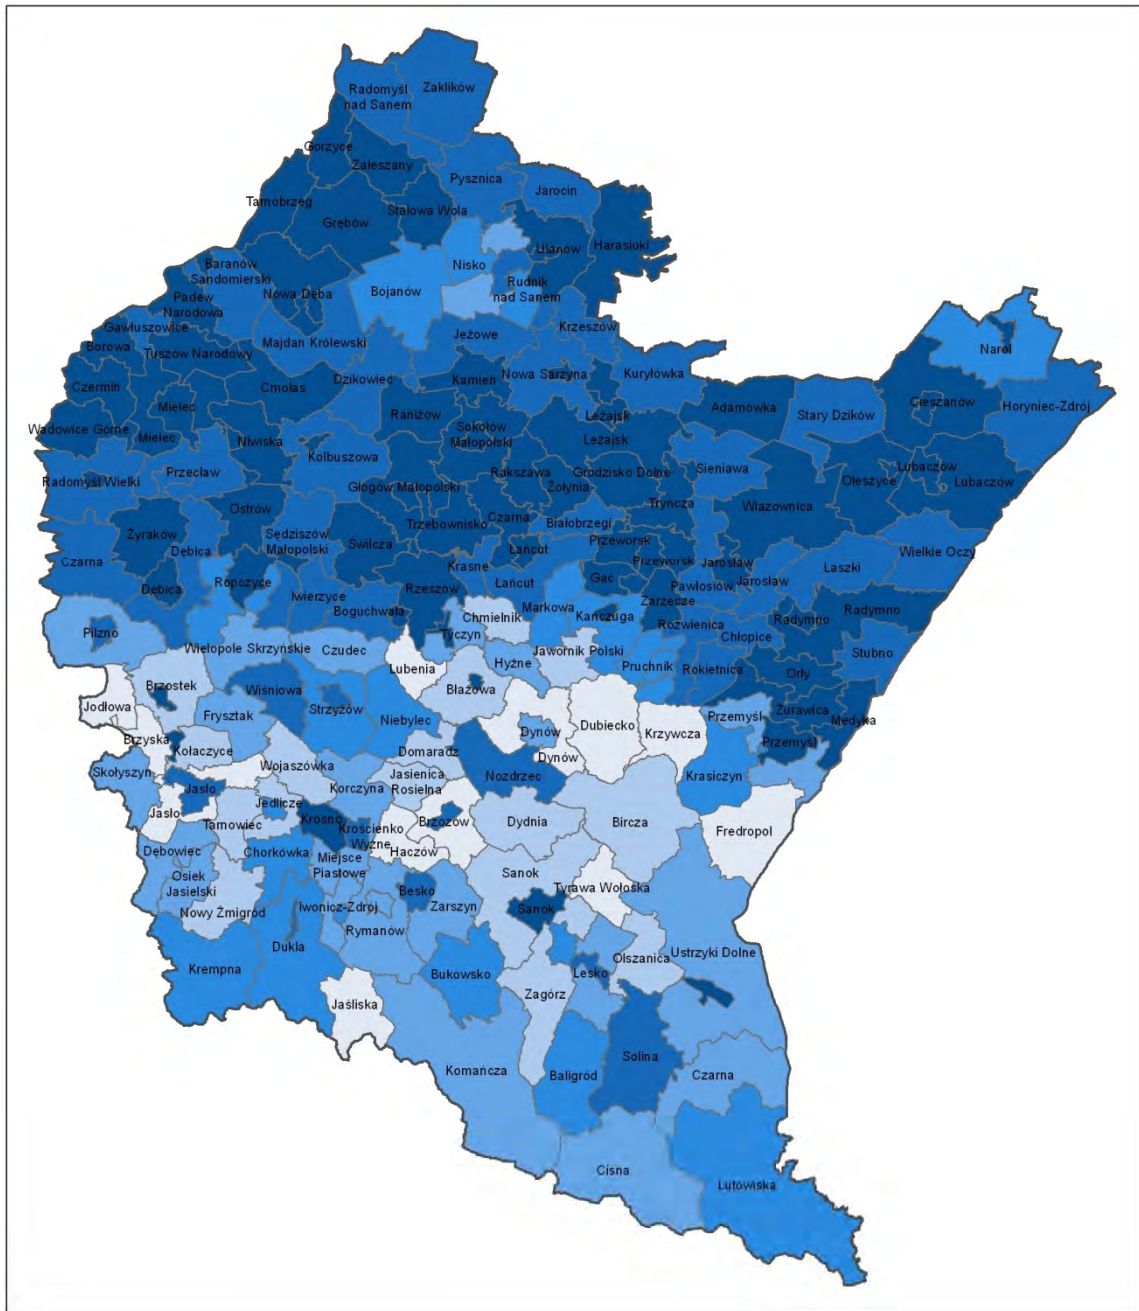 Zaklików
Radomyśl
nad Sanem
Gorzyce
Zaleszany
Pysznica
Jarocin
Tarnobrzeg
Stalowa Wola
Grębów
Ulanów
Harasiuki
Baranów
Sandomierski
Nisko
Rudnik
nad Sanem
Bojanów
Nowa Dęba
Padew
Narodowa
Gawłuszowice
Krzeszów
Jeżowe
Majdan Królewski
Borowa
Tuszów Narodowy
Narol
Dzikowiec
Kamień
Nowa Sarzyna
Kuryłówka
Czermin
Cmolas
Cieszanów
Horyniec-Zdrój
Mielec
Raniżów
Leżajsk
Adamówka
Stary Dzików
Wadowice Górne
Mielec
Niwiska
Sokołów
Małopolski
Leżajsk
Kolbuszowa
Przecław
Radomyśl Wielki
Rakszawa
Grodzisko Dolne
Sieniawa
Lubaczów
Oleszyce
Lubaczów
Głogów Małopolski
Żołynia
Tryncza
Wiązownica
Ostrów
Trzebownisko
Czarna
Białobrzegi
Żyraków
Dębica
Sędziszów
Małopolski
Świlcza
Przeworsk
Wielkie Oczy
Czarna
Krasne
Łańcut
Przeworsk
Jarosław
Laszki
Dębica
Ropczyce
Iwierzyce
Rzeszów
Łańcut
Gać
Pawłosiów
Jarosław
Boguchwała
Markowa
Kańczuga
Zarzecze
Radymno
Radymno
Roźwienica
Chłopice
Stubno
Pilzno
Tyczyn
Chmielnik
Wielopole Skrzyńskie
Czudec
Hyżne
Jawornik Polski
Pruchnik
Rokietnica
Orły
Lubenia
Brzostek
Wiśniowa
Strzyżów
Błażowa
Jodłowa
Frysztak
Niebylec
Dubiecko
Krzywcza
Przemyśl
Żurawica
Medyka
Dynów
Dynów
Przemyśl
Brzyska
Kołaczyce
Domaradz
Skołyszyn
Wojaszówka
Jasienica
Rosielna
Nozdrzec
Krasiczyn
Jasło
Jedlicze
Korczyna
Jasło
Tarnowiec
Krosno
Krościenko
Wyżne
Brzozów
Dydnia
Bircza
Fredropol
Haczów
Dębowiec
Chorkówka
Miejsce
Piastowe
Osiek
Jasielski
Sanok
Tyrawa Wołoska
Besko
Zarszyn
Nowy Żmigród
Iwonicz-Zdrój
Sanok
Rymanów
Dukla
Ustrzyki Dolne
Olszanica
Lesko
Krempna
Bukowsko
Zagórz
Jaśliska
Solina
Komańcza
Baligród
Czarna
Cisna
Lutowiska